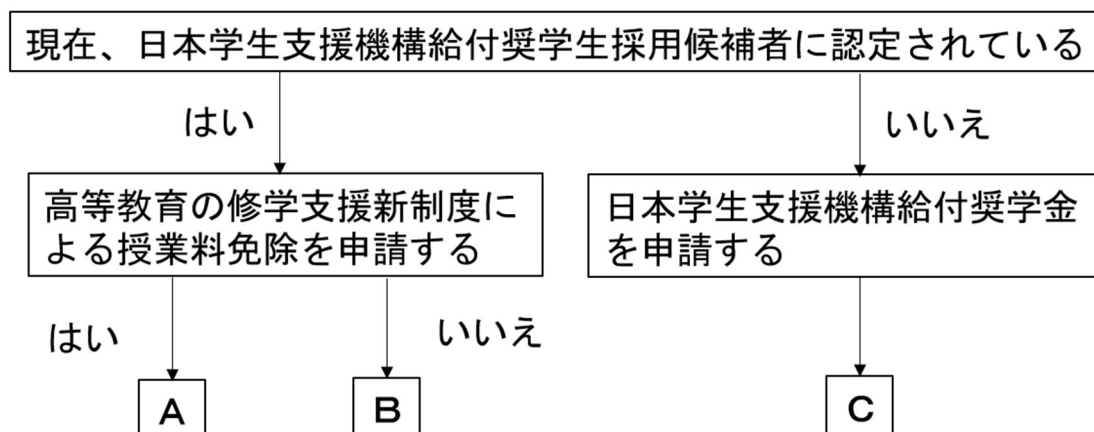 現在、日本学生支援機構給付奨学生採用候補者に認定されている
はい
いいえ
高等教育の修学支援新制度に
よる授業料免除を申請する
日本学生支援機構給付奨学金
を申請する
はい
いいえ
A
B
C